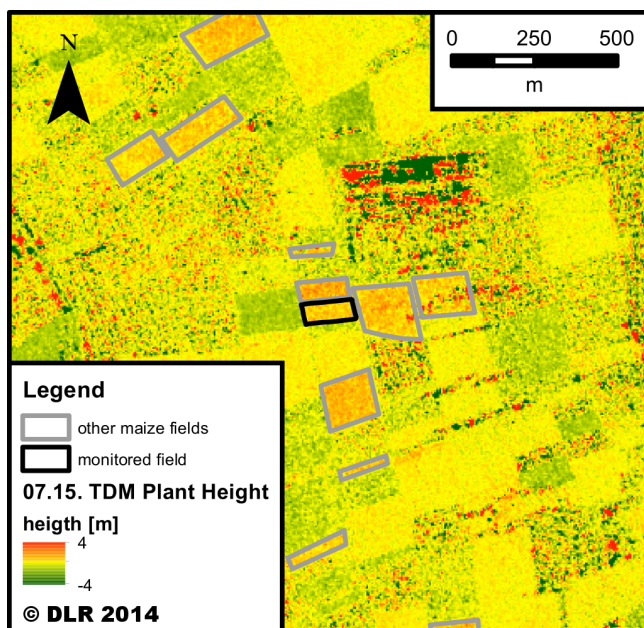 N
0 250 500
m
Legend
other maize fields
monitored field
07.15. TDM Plant Height
heigth [m]
4
-4
© DLR 2014